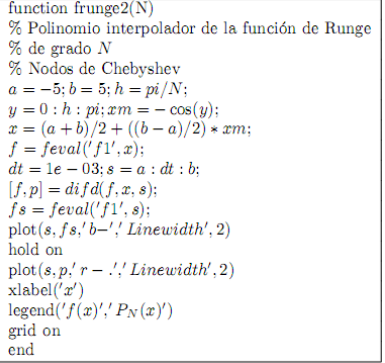 function frunge2(N)
% Polinomio interpolador de la función de Runge
% de grado N
% Nodos de Chebyshev
a = −5; b = 5; h = pi/N;
y = 0 : h : pi; xm = − cos(y);
x = (a + b)/2 + ((b − a)/2) ∗ xm;
f = feval('f1', x);
dt = 1e − 03; s = a : dt : b;
[f, p] = difd(f, x, s);
fs = feval('f1', s);
plot(s, fs,' b−',' Linewidth', 2)
hold on
plot(s, p,' r − .',' Linewidth', 2)
xlabel('x')
legend('f(x)',' PN(x)')
grid on
end